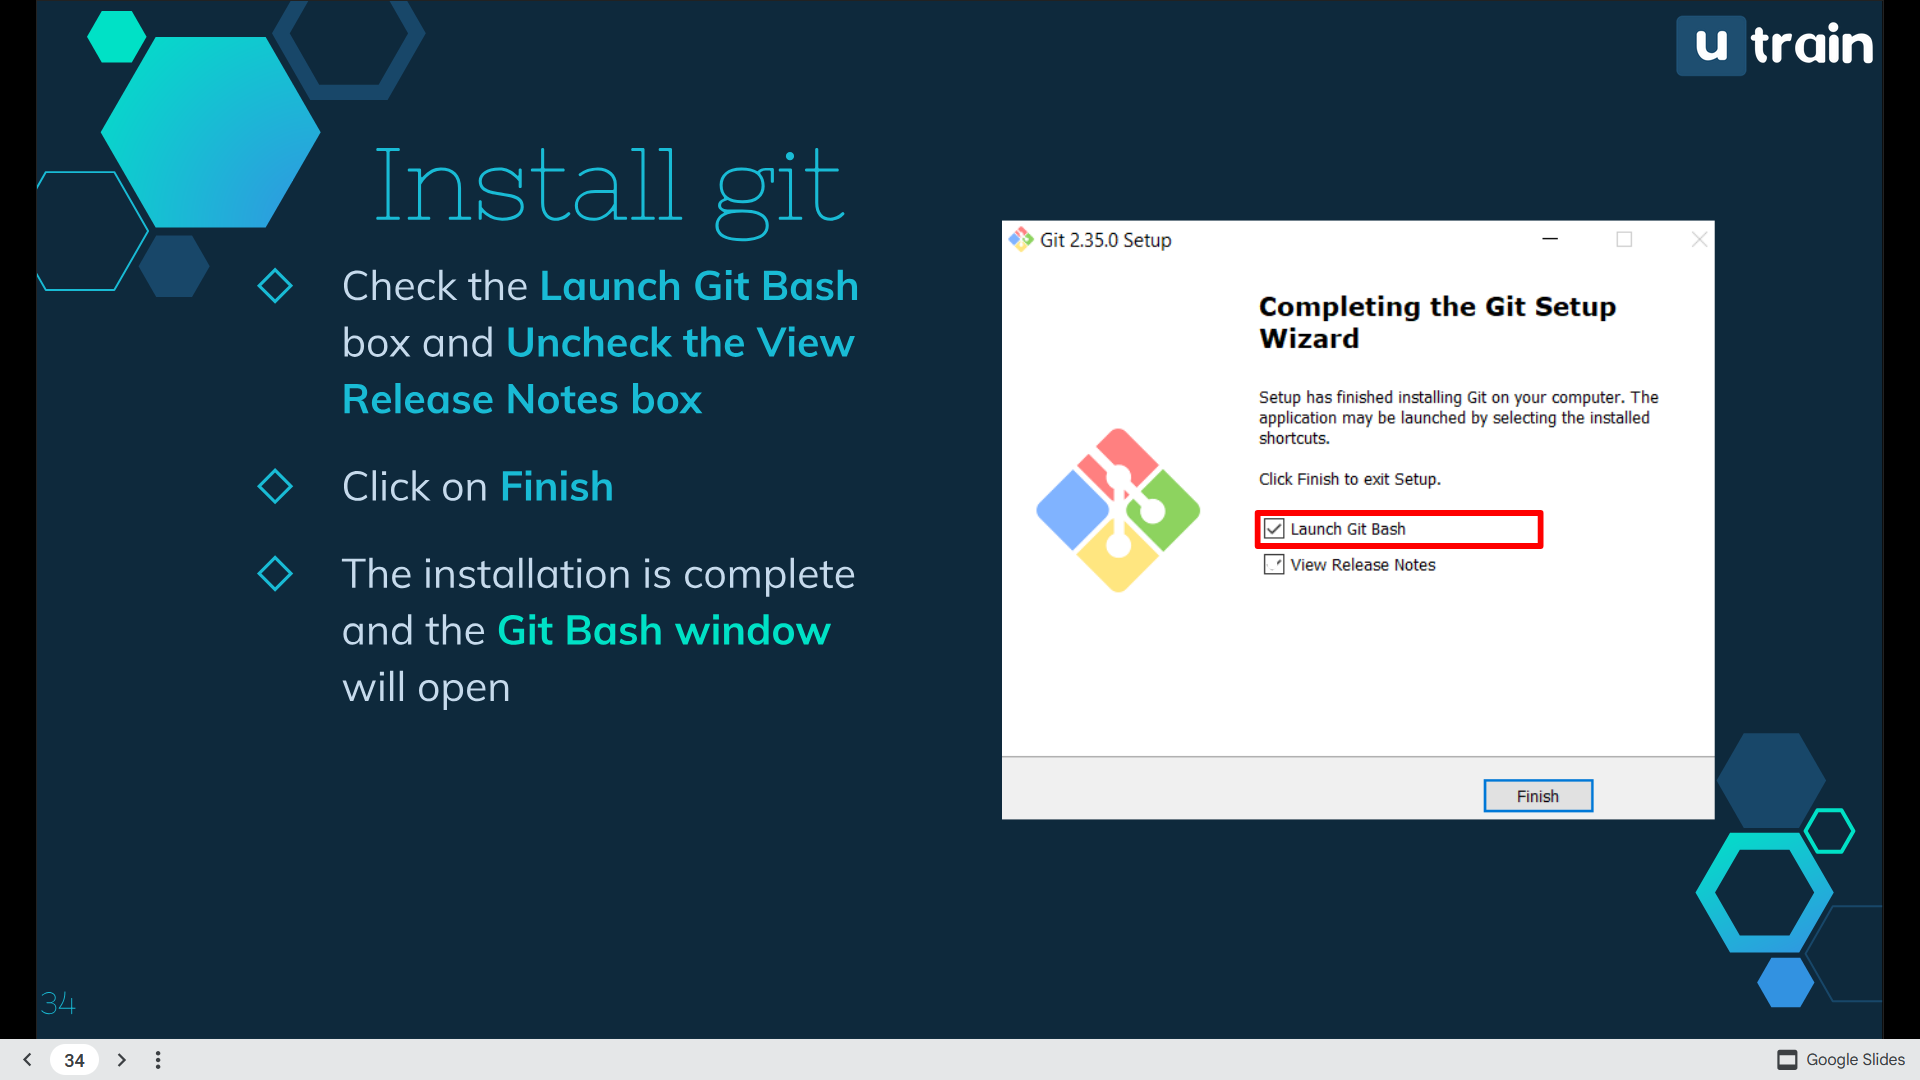 u train
Install git
Check the Launch Git Bash
box and Uncheck the View
Release Notes box
Click on Finish
The installation is complete
and the Git Bash window
will open
Git 2.35.0 Setup
Completing the Git Setup
Wizard
Setup has finished installing Git on your computer. The
application may be launched by selecting the installed
shortcuts.
Click Finish to exit Setup.
Launch Git Bash
View Release Notes
Finish
34
34
Google Slides